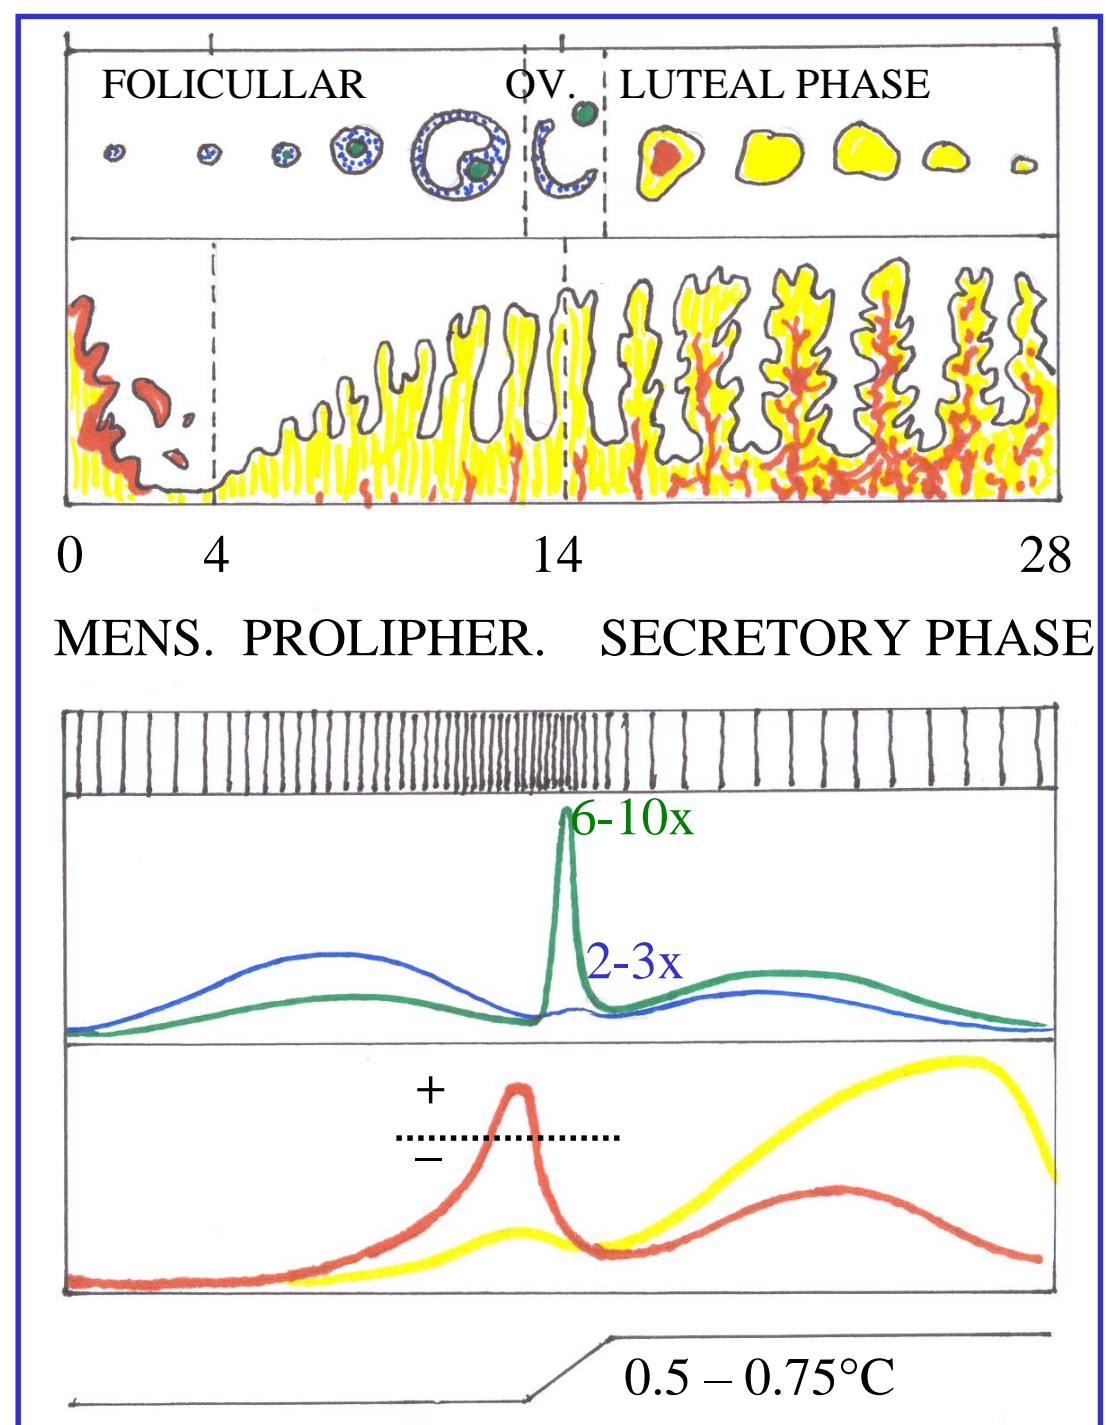 FOLICULLAR OV. LUTEAL PHASE
0 4 14 28
MENS. PROLIPHER. SECRETORY PHASE
6-10x
2-3x
+
–
0.5 – 0.75°C